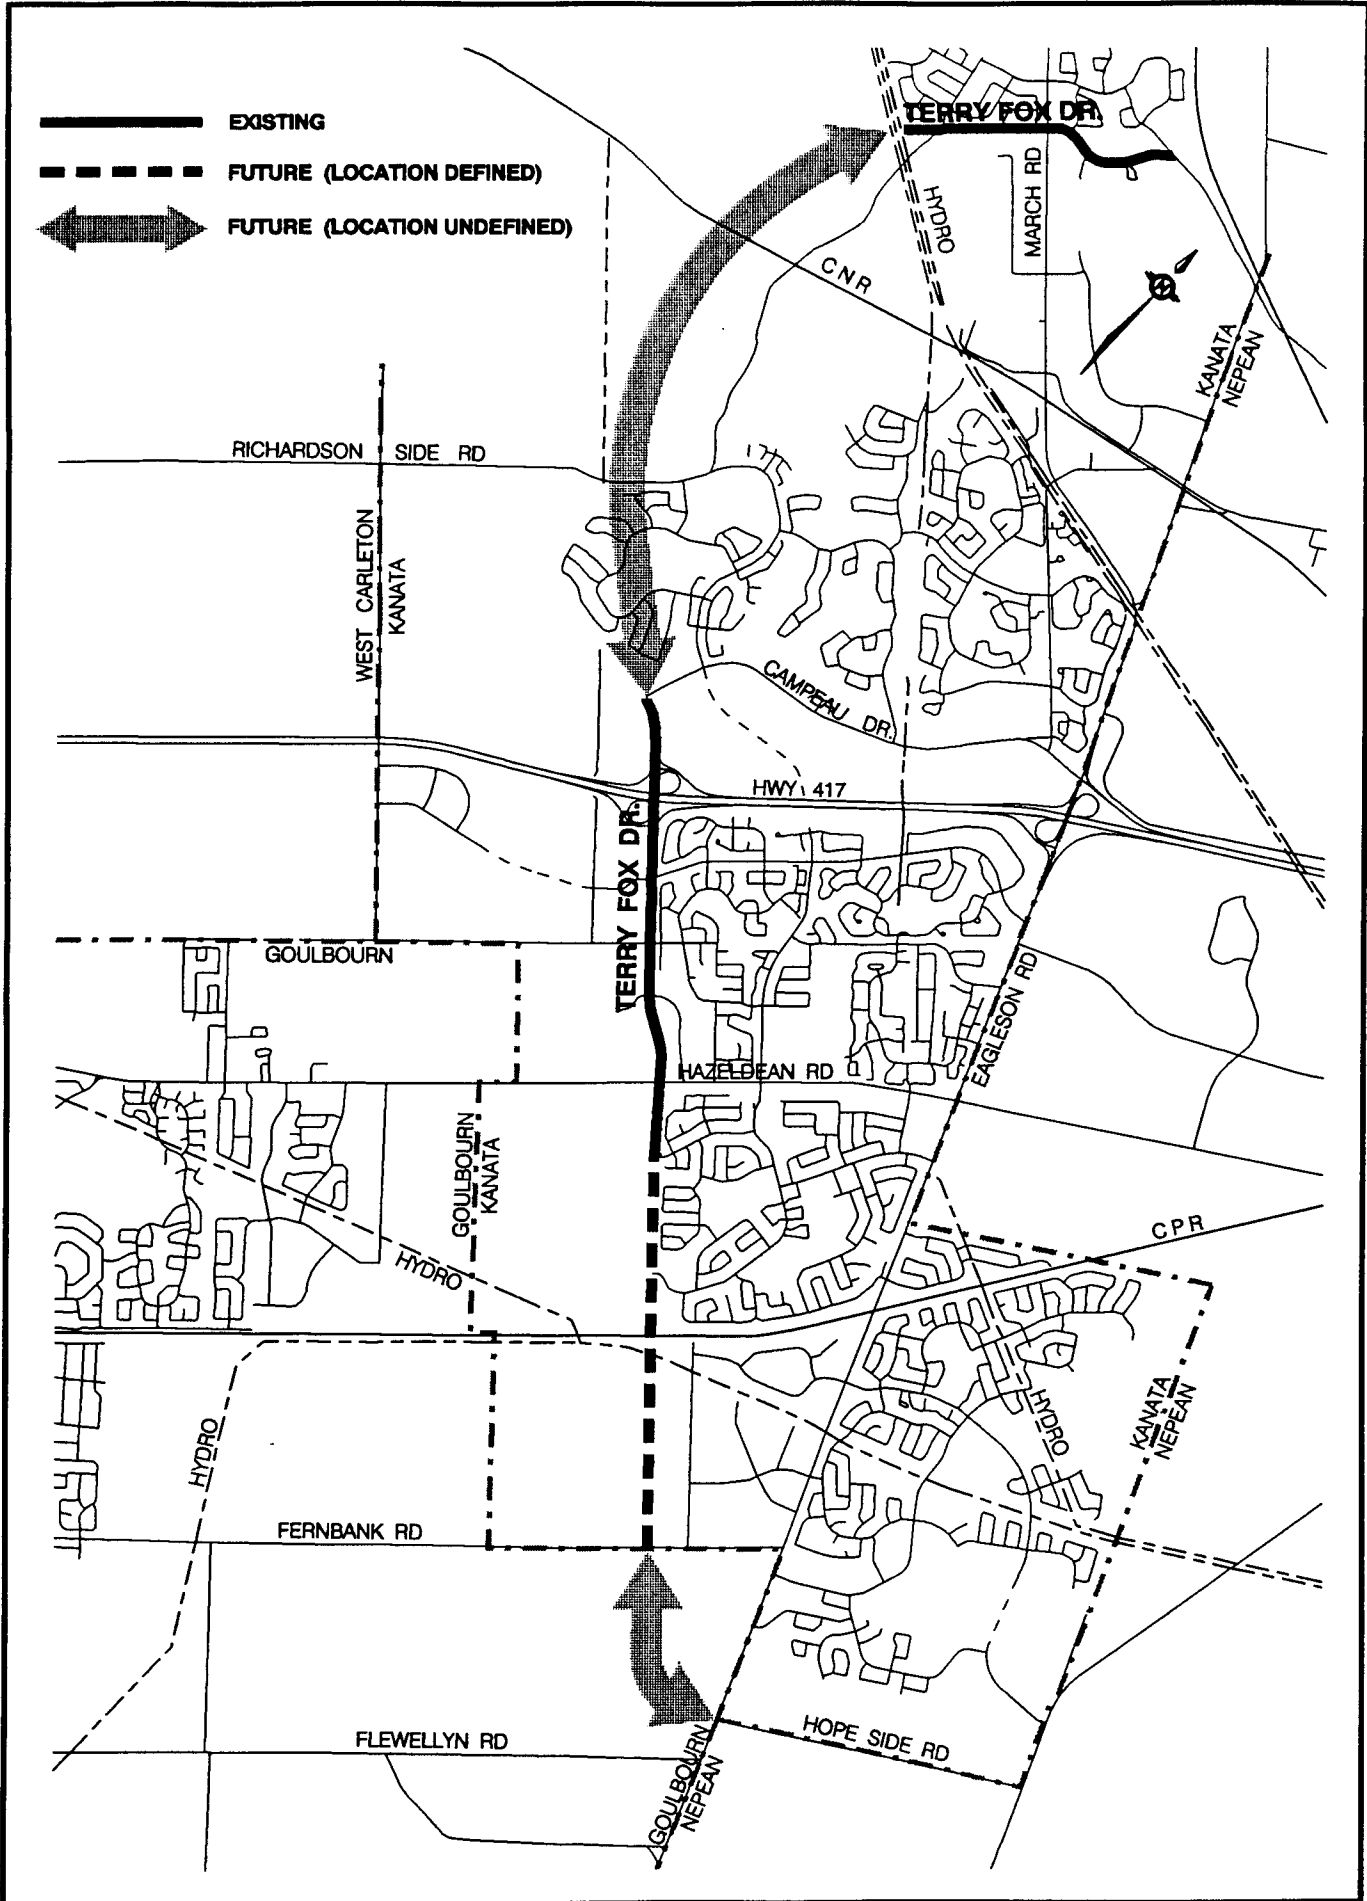 TERRY FOX DR.
EXISTING
FUTURE (LOCATION DEFINED)
FUTURE (LOCATION UNDEFINED)
HYDRO
MARCH RD
CNR
KANATA
NEPEAN
RICHARDSON SIDE RD
WEST CARLETON
KANATA
CAMPEAU DR.
HWY 417
TERRY FOX DR.
GOULBOURN
EAGLESON RD
HAZELDEAN RD
GOULBOURN
KANATA
CPR
HYDRO
HYDRO
HYDRO
KANATA
NEPEAN
FERNBANK RD
FLEWELLYN RD
HOPE SIDE RD
GOULBOURN
NEPEAN